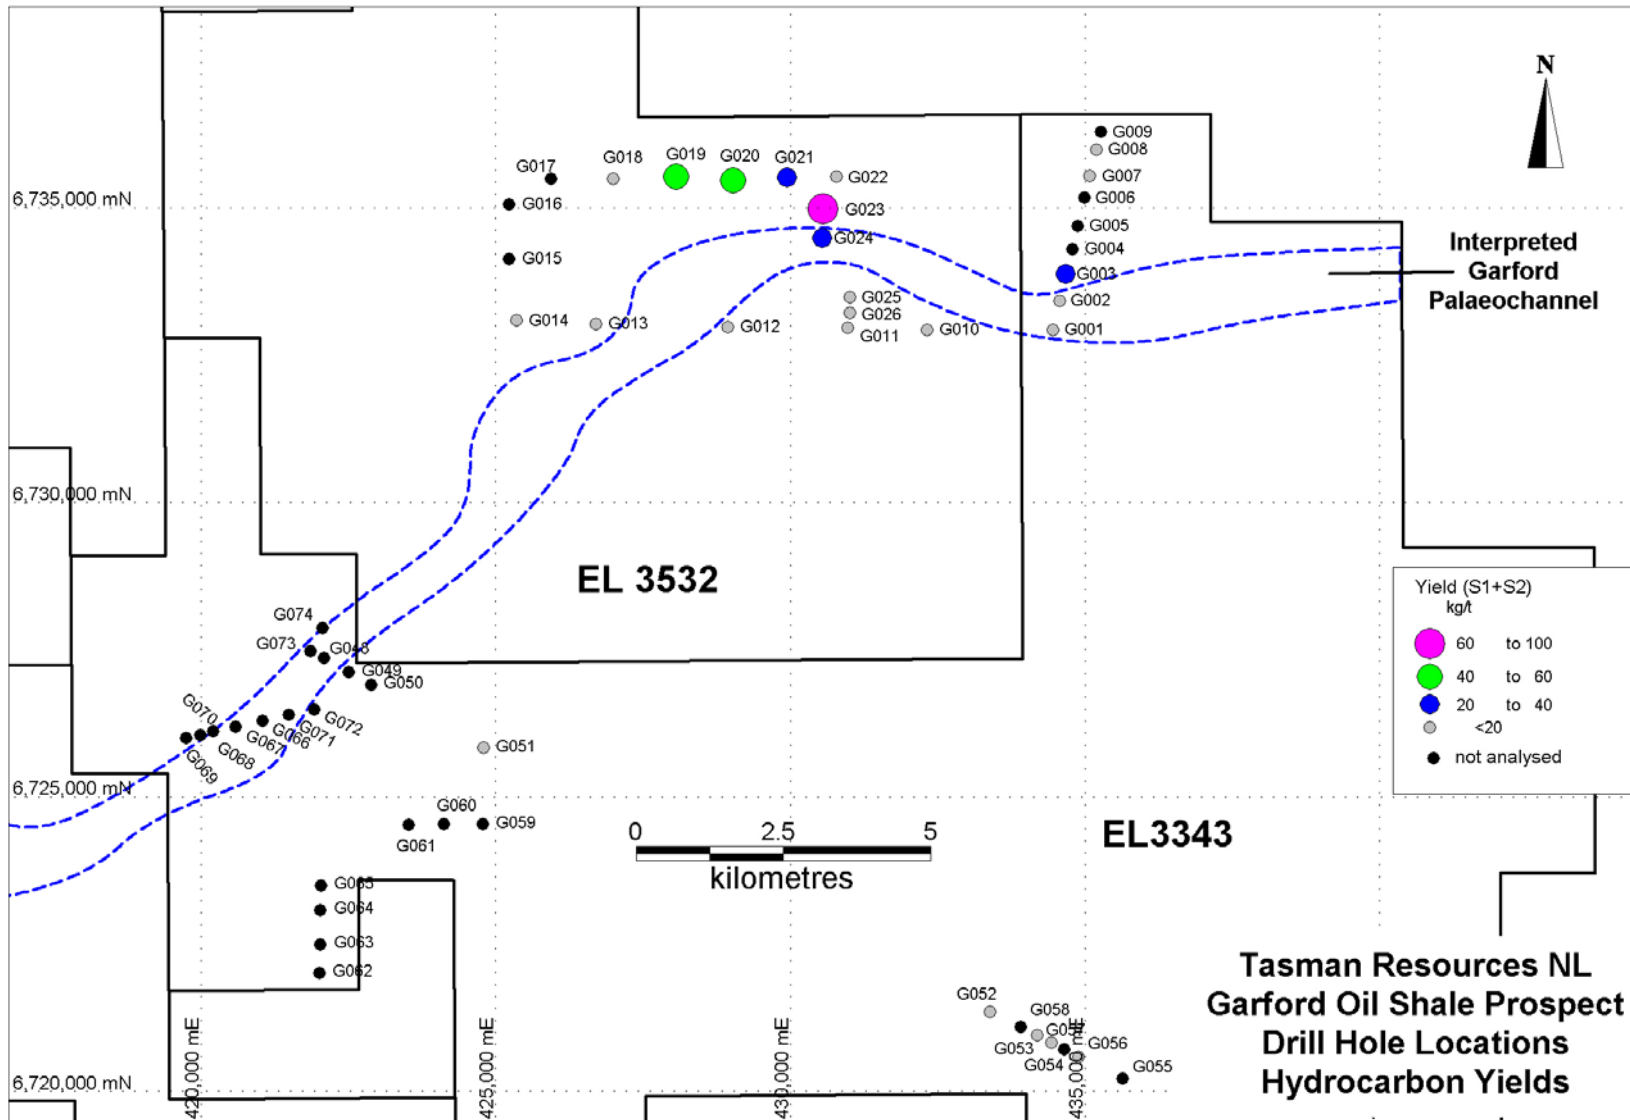 N
G009
G008
G007
G006
G005
G004
G003
G002
G001
G017
G018
G019
G020
G021
G022
G016
G023
G024
G015
G025
G026
G014
G013
G012
G011
G010
6,735,000 mN
Interpreted
Garford
Palaeochannel
6,730,000 mN
EL 3532
Yield (S1+S2)
kg/t
60 to 100
40 to 60
20 to 40
<20
not analysed
G074
G073
G048
G049
G050
G070
G072
G071
G066
G067
G068
G069
G051
6,725,000 mN
G060
G059
G061
0 2.5 5
kilometres
EL3343
G065
G064
G063
G062
G052
G058
G057
G053
G056
G054
G055
6,720,000 mN
420,000 mE
425,000 mE
430,000 mE
435,000 mE
Tasman Resources NL
Garford Oil Shale Prospect
Drill Hole Locations
Hydrocarbon Yields